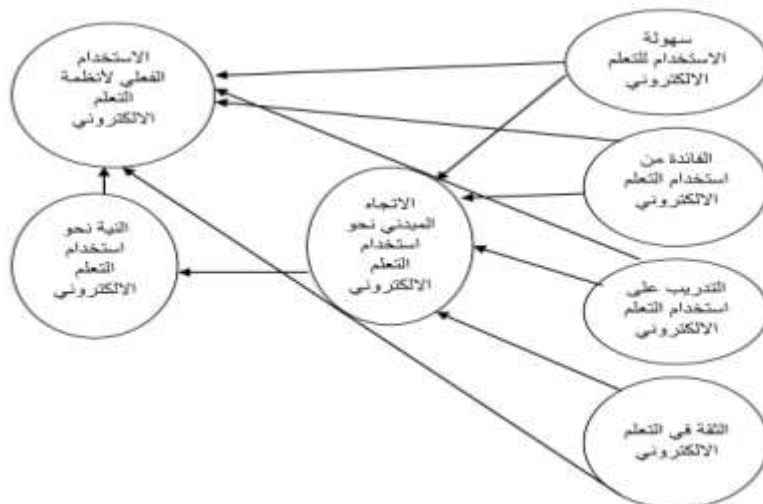 سهولة
الاستخدام للتعلم
الالكتروني
الاستخدام
الفعلي لأنظمة
التعلم
الالكتروني
الفائدة من
استخدام التعلم
الالكتروني
الاتجاه
المبدئي نحو
استخدام
التعلم
الالكتروني
النية نحو
استخدام
التعلم
الالكتروني
التدريب على
استخدام التعلم
الالكتروني
الثقة في التعلم
الالكتروني